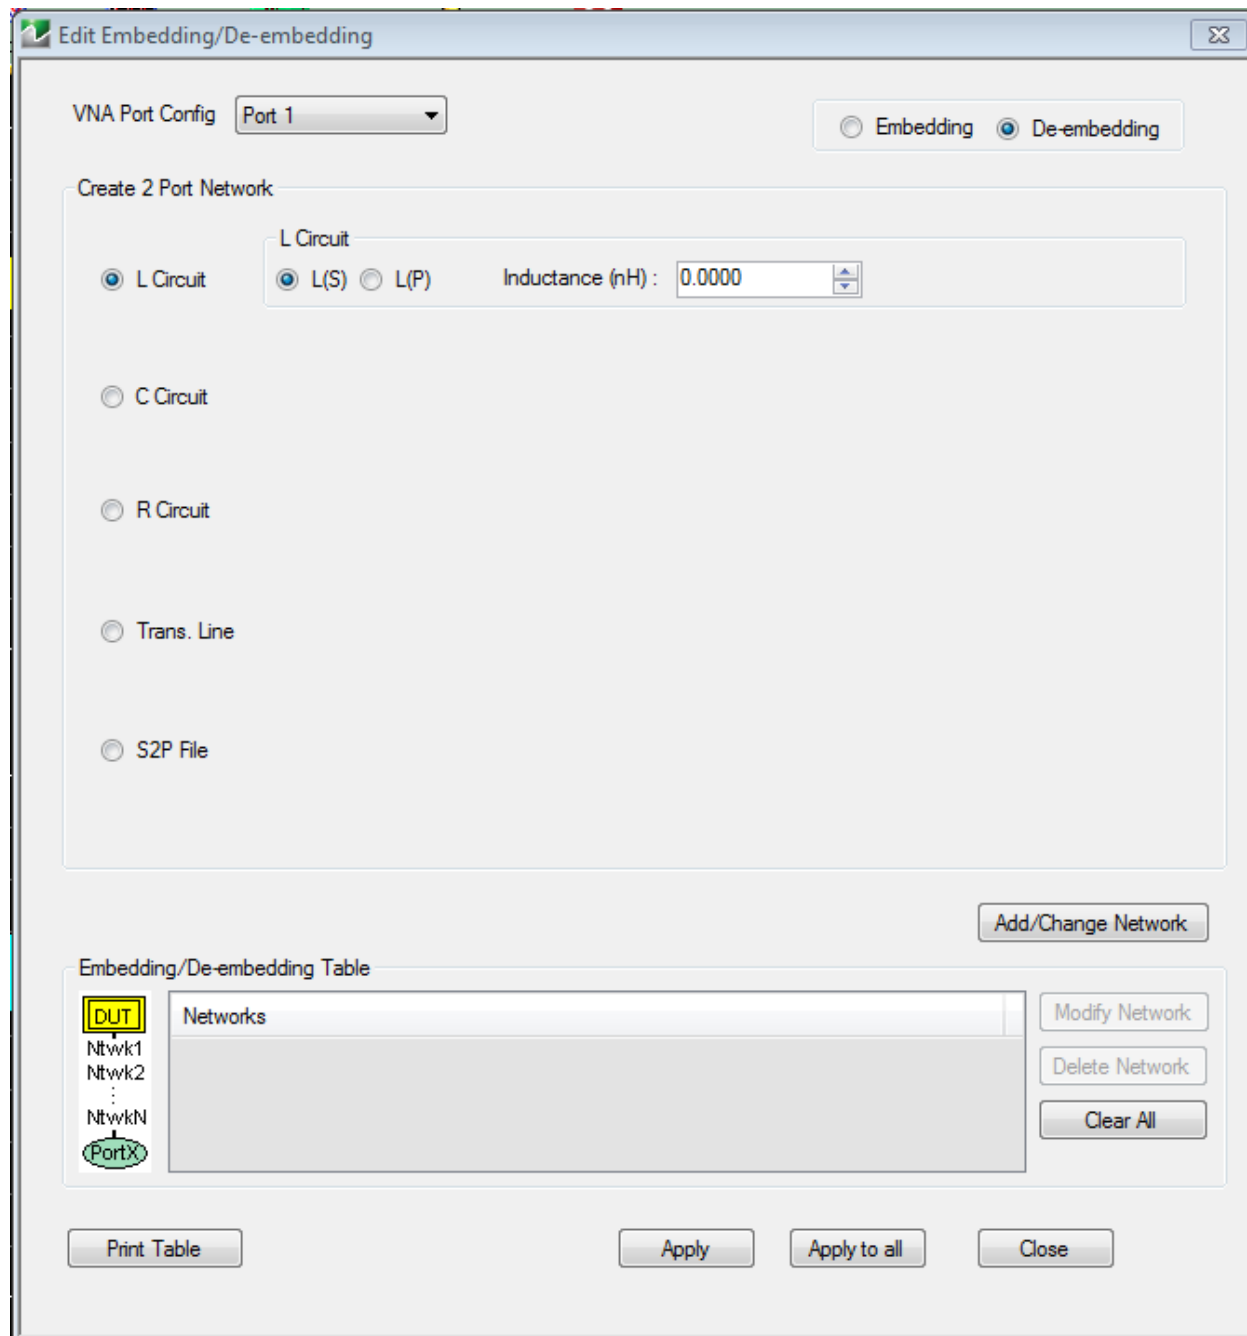 Edit Embedding/De-embedding
VNA Port Config Port 1
Embedding De-embedding
Create 2 Port Network
L Circuit
L Circuit L(S) L(P) Inductance (nH) : 0.0000
C Circuit
R Circuit
Trans. Line
S2P File
Add/Change Network
Embedding/De-embedding Table
DUT
Ntwk1
Ntwk2
:
NtwkN
PortX
Networks
Modify Network
Delete Network
Clear All
Print Table Apply Apply to all Close